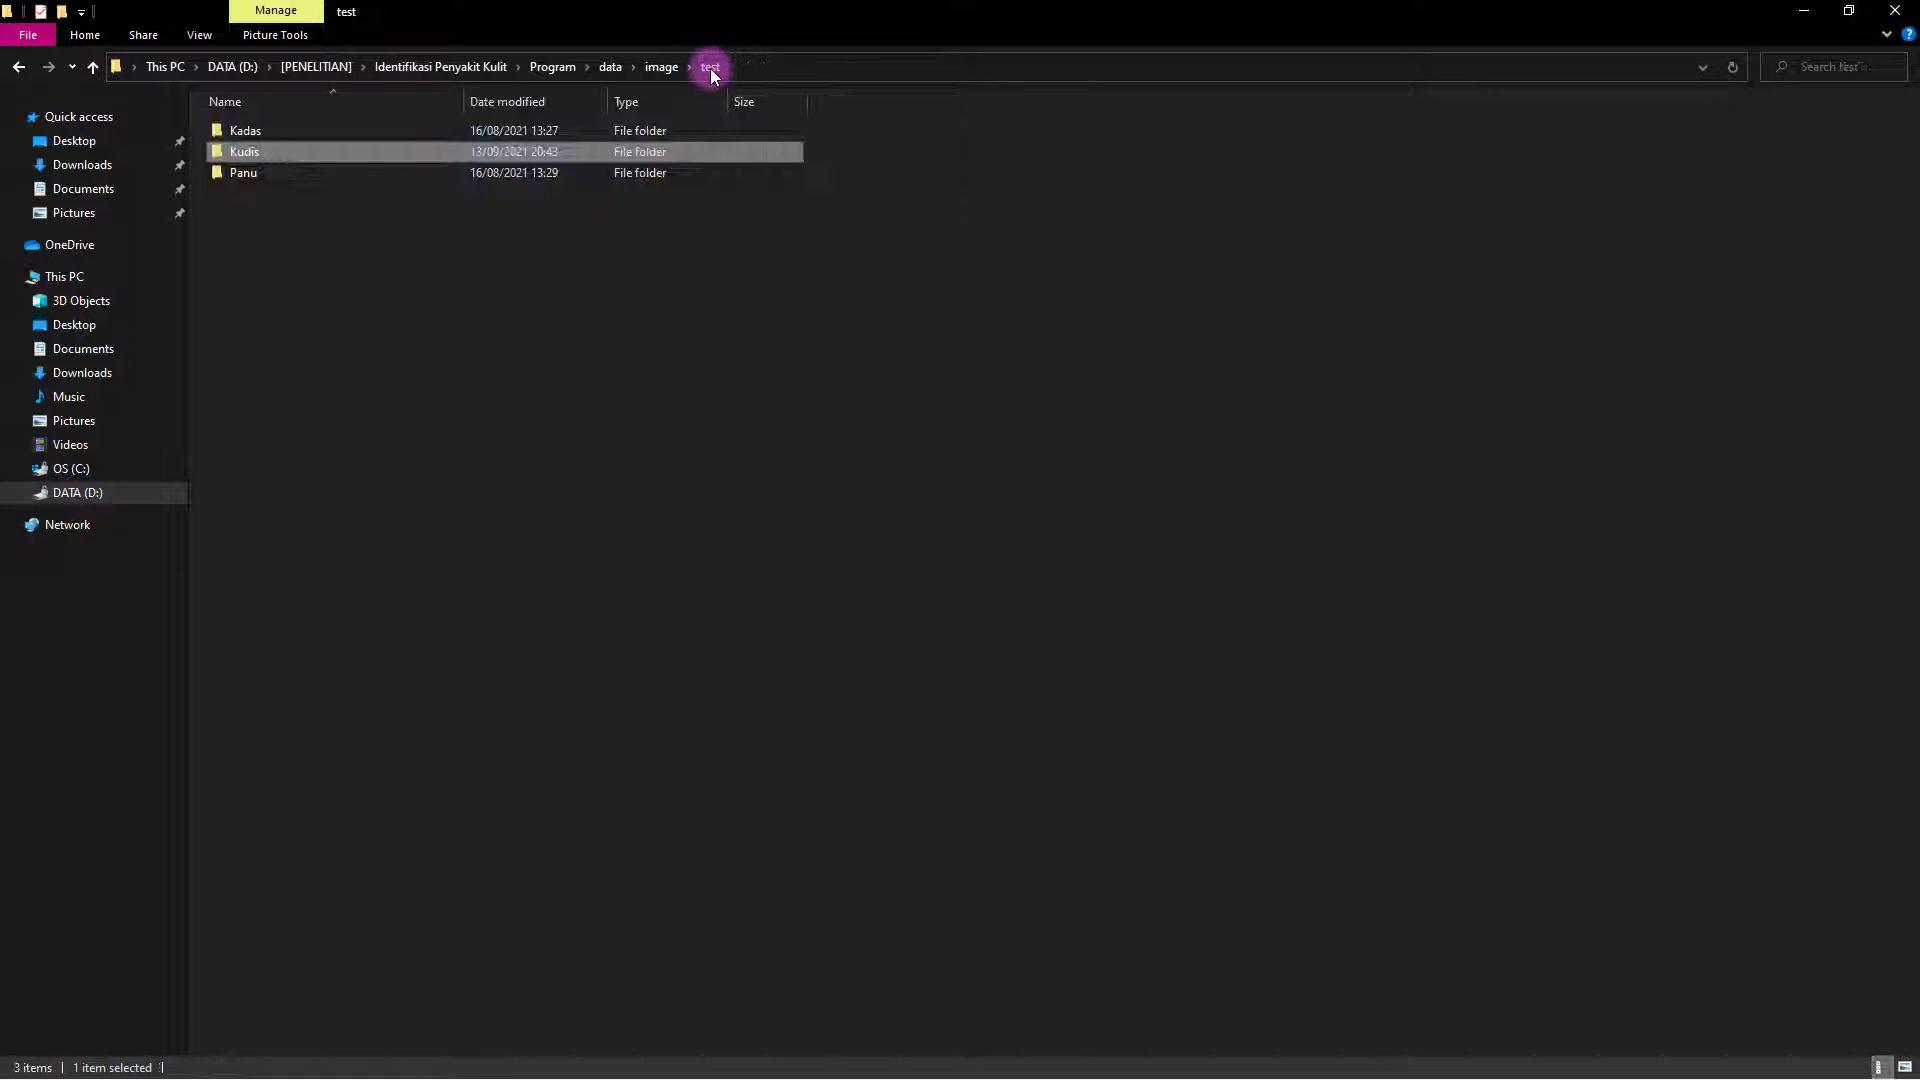 Manage
test
File
Home
Share
View
Picture Tools
This PC
DATA (D:)
[PENELITIAN]
Identifikasi Penyakit Kulit
Program
data
image
test
Search test
Name
Date modified
Type
Size
Kadas 16/08/2021 13:27 File folder
Kudis 13/09/2021 20:43 File folder
Panu 16/08/2021 13:29 File folder
Quick access
Desktop
Downloads
Documents
Pictures
OneDrive
This PC
3D Objects
Desktop
Documents
Downloads
Music
Pictures
Videos
OS (C:)
DATA (D:)
Network
3 items
1 item selected